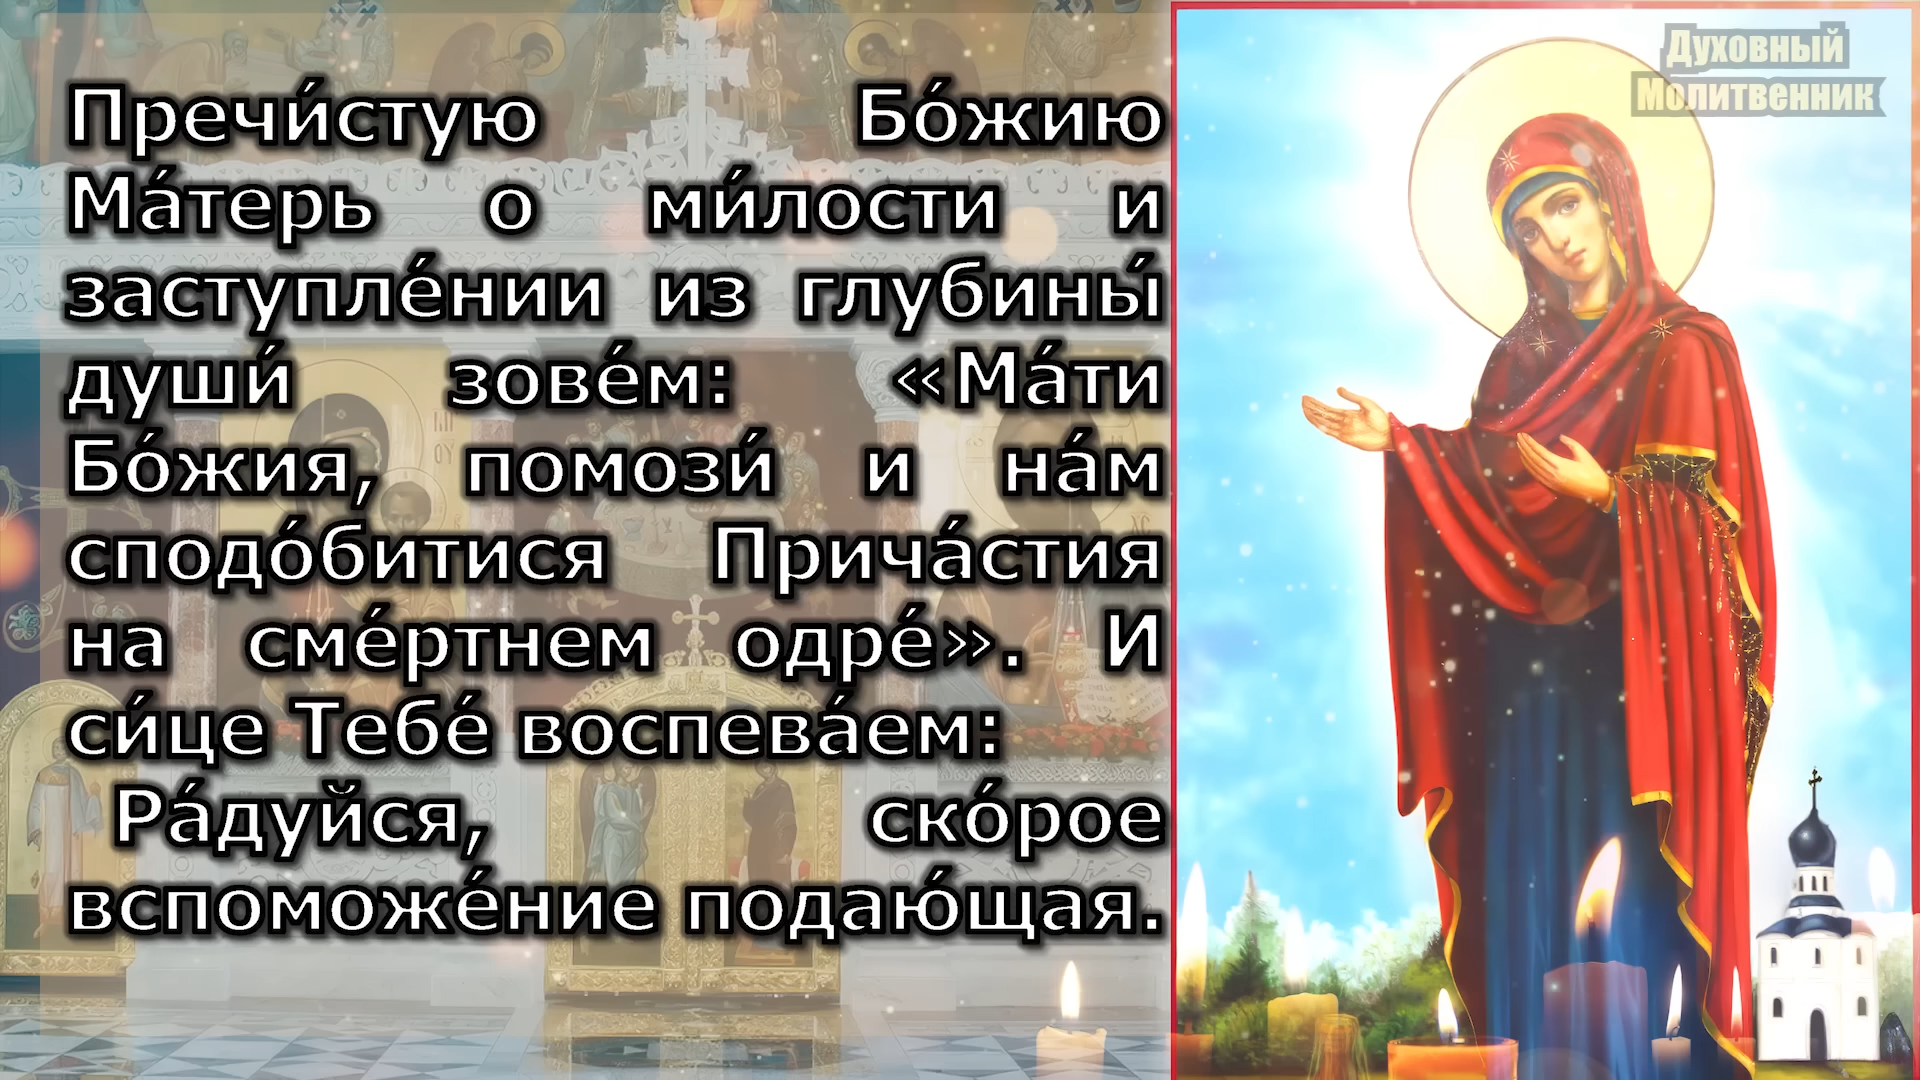 Пречи́стую Бо́жию
Ма́терь о ми́лости и
заступле́нии из глубины́
души́ зове́м: «Ма́ти
Бо́жия, помози́ и на́м
сподо́битися Прича́стия
на сме́ртнем одре́». И
си́це Тебе́ воспева́ем:
Ра́дуйся, ско́рое
вспоможе́ние подаю́щая.
Духовный
Молитвенник